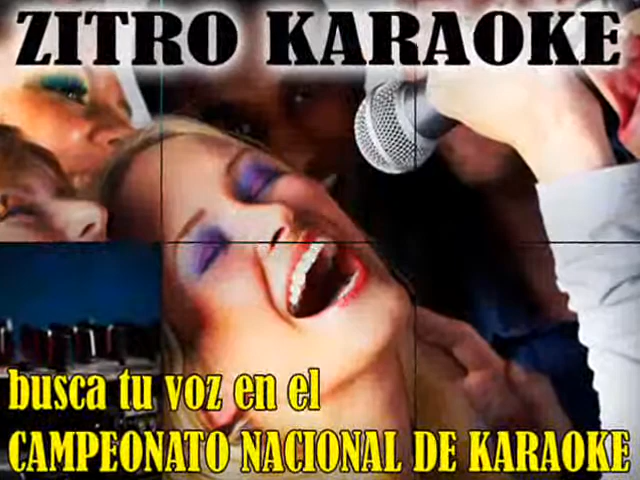 ZITRO KARAOKE
busca tu voz en el
CAMPEONATO NACIONAL DE KARAOKE